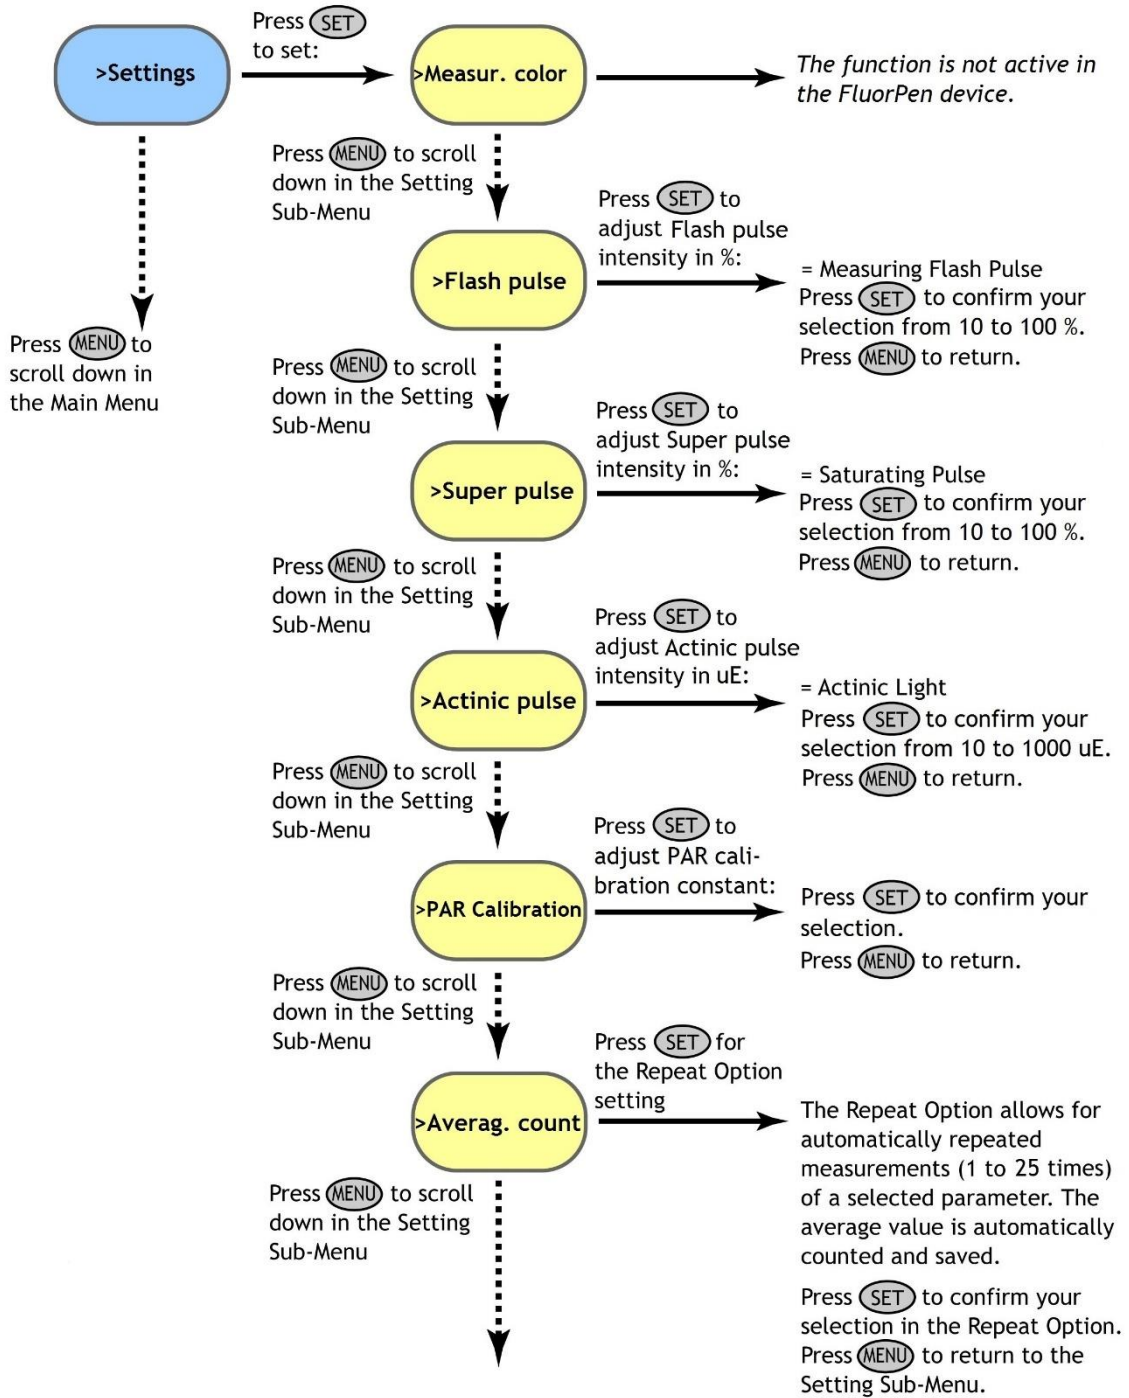 Press SET
to set:
>Settings
>Measur. color
The function is not active in
the FluorPen device.
Press MENU to scroll
down in the Setting
Sub-Menu
Press SET to
adjust Flash pulse
intensity in %:
>Flash pulse
= Measuring Flash Pulse
Press SET to confirm your
selection from 10 to 100 %.
Press MENU to return.
Press MENU to
scroll down in
the Main Menu
Press MENU to scroll
down in the Setting
Sub-Menu
Press SET to
adjust Super pulse
intensity in %:
>Super pulse
= Saturating Pulse
Press SET to confirm your
selection from 10 to 100 %.
Press MENU to return.
Press MENU to scroll
down in the Setting
Sub-Menu
Press SET to
adjust Actinic pulse
intensity in uE:
>Actinic pulse
= Actinic Light
Press SET to confirm your
selection from 10 to 1000 uE.
Press MENU to return.
Press MENU to scroll
down in the Setting
Sub-Menu
Press SET to
adjust PAR cali-
bration constant:
>PAR Calibration
Press SET to confirm your
selection.
Press MENU to return.
Press MENU to scroll
down in the Setting
Sub-Menu
Press SET for
the Repeat Option
setting
>Averag. count
The Repeat Option allows for
automatically repeated
measurements (1 to 25 times)
of a selected parameter. The
average value is automatically
counted and saved.
Press MENU to scroll
down in the Setting
Sub-Menu
Press SET to confirm your
selection in the Repeat Option.
Press MENU to return to the
Setting Sub-Menu.